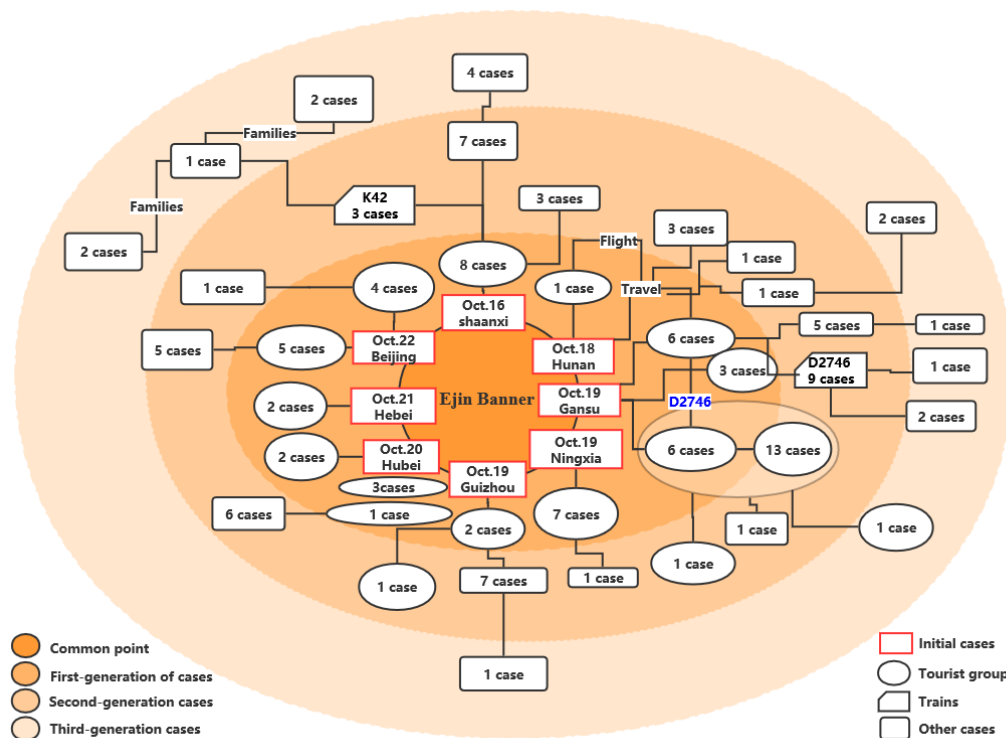 4 cases
2 cases
Families
7 cases
1 case
K42
3 cases
3 cases
Families
2 cases
Flight
3 cases
2 cases
1 case
8 cases
1 case
4 cases
1 case
Travel
1 case
Oct.16
shaanxi
Oct.22
Beijing
5 cases
5 cases
Oct.18
Hunan
6 cases
5 cases
1 case
3 cases
D2746
9 cases
1 case
Oct.21
Hebei
2 cases
Ejin Banner
Oct.19
Gansu
D2746
2 cases
Oct.20
Hubei
2 cases
Oct.19
Ningxia
6 cases
13 cases
Oct.19
Guizhou
3cases
6 cases
1 case
2 cases
7 cases
1 case
1 case
1 case
1 case
7 cases
1 case
1 case
Common point
First-generation of cases
Second-generation cases
Third-generation cases
Initial cases
Tourist group
Trains
Other cases